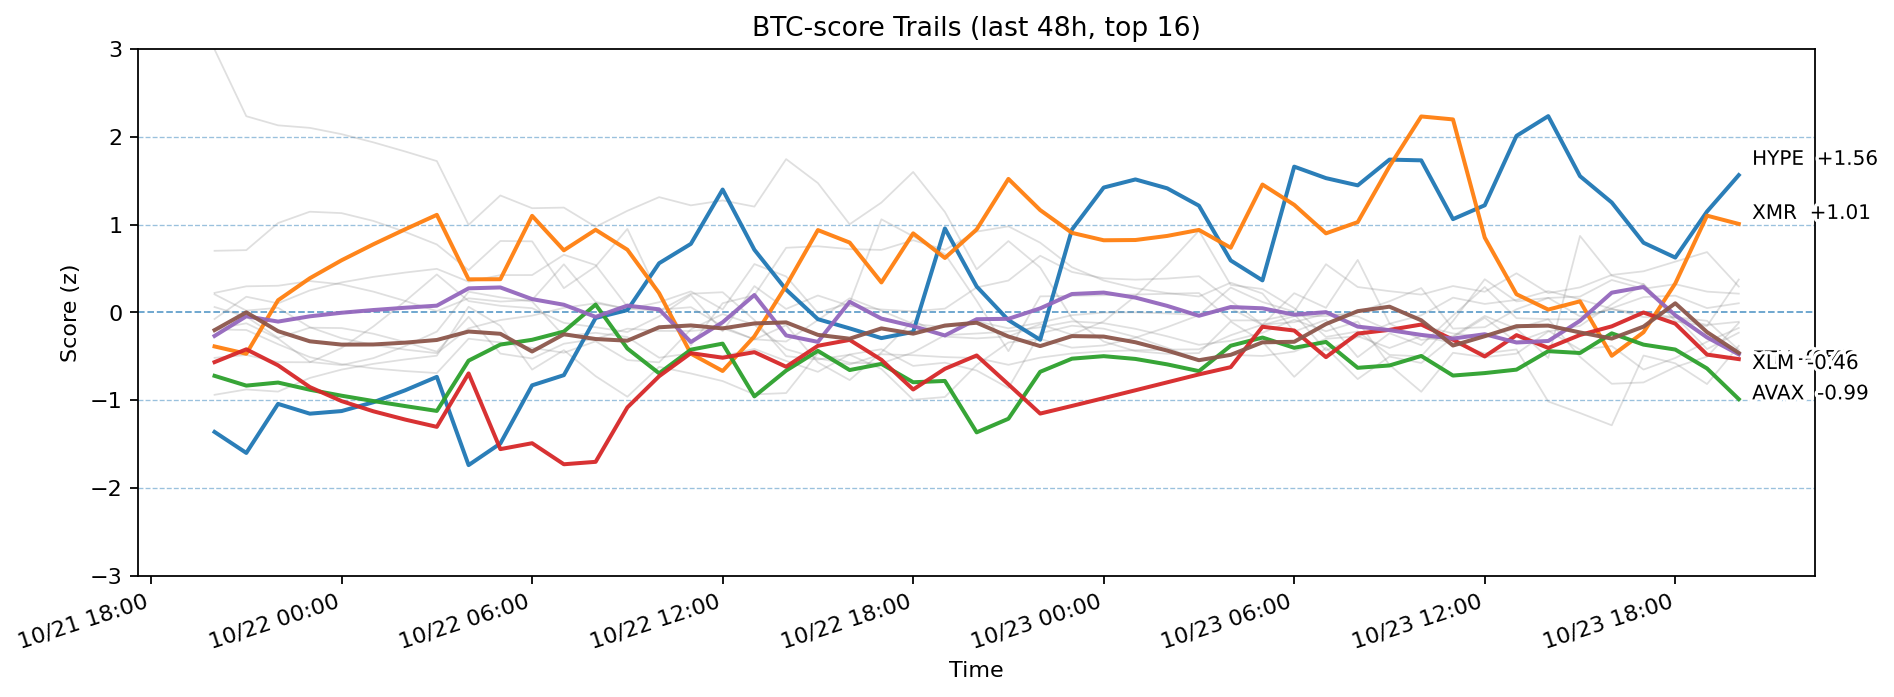 BTC-score Trails (last 48h, top 16)
Score (z)
3
2
1
0
−1
−2
−3
HYPE +1.56
XMR +1.01
XLM -0.46
AVAX -0.99
10/21 18:00
10/22 00:00
10/22 06:00
10/22 12:00
10/22 18:00
10/23 00:00
10/23 06:00
10/23 12:00
10/23 18:00
Time